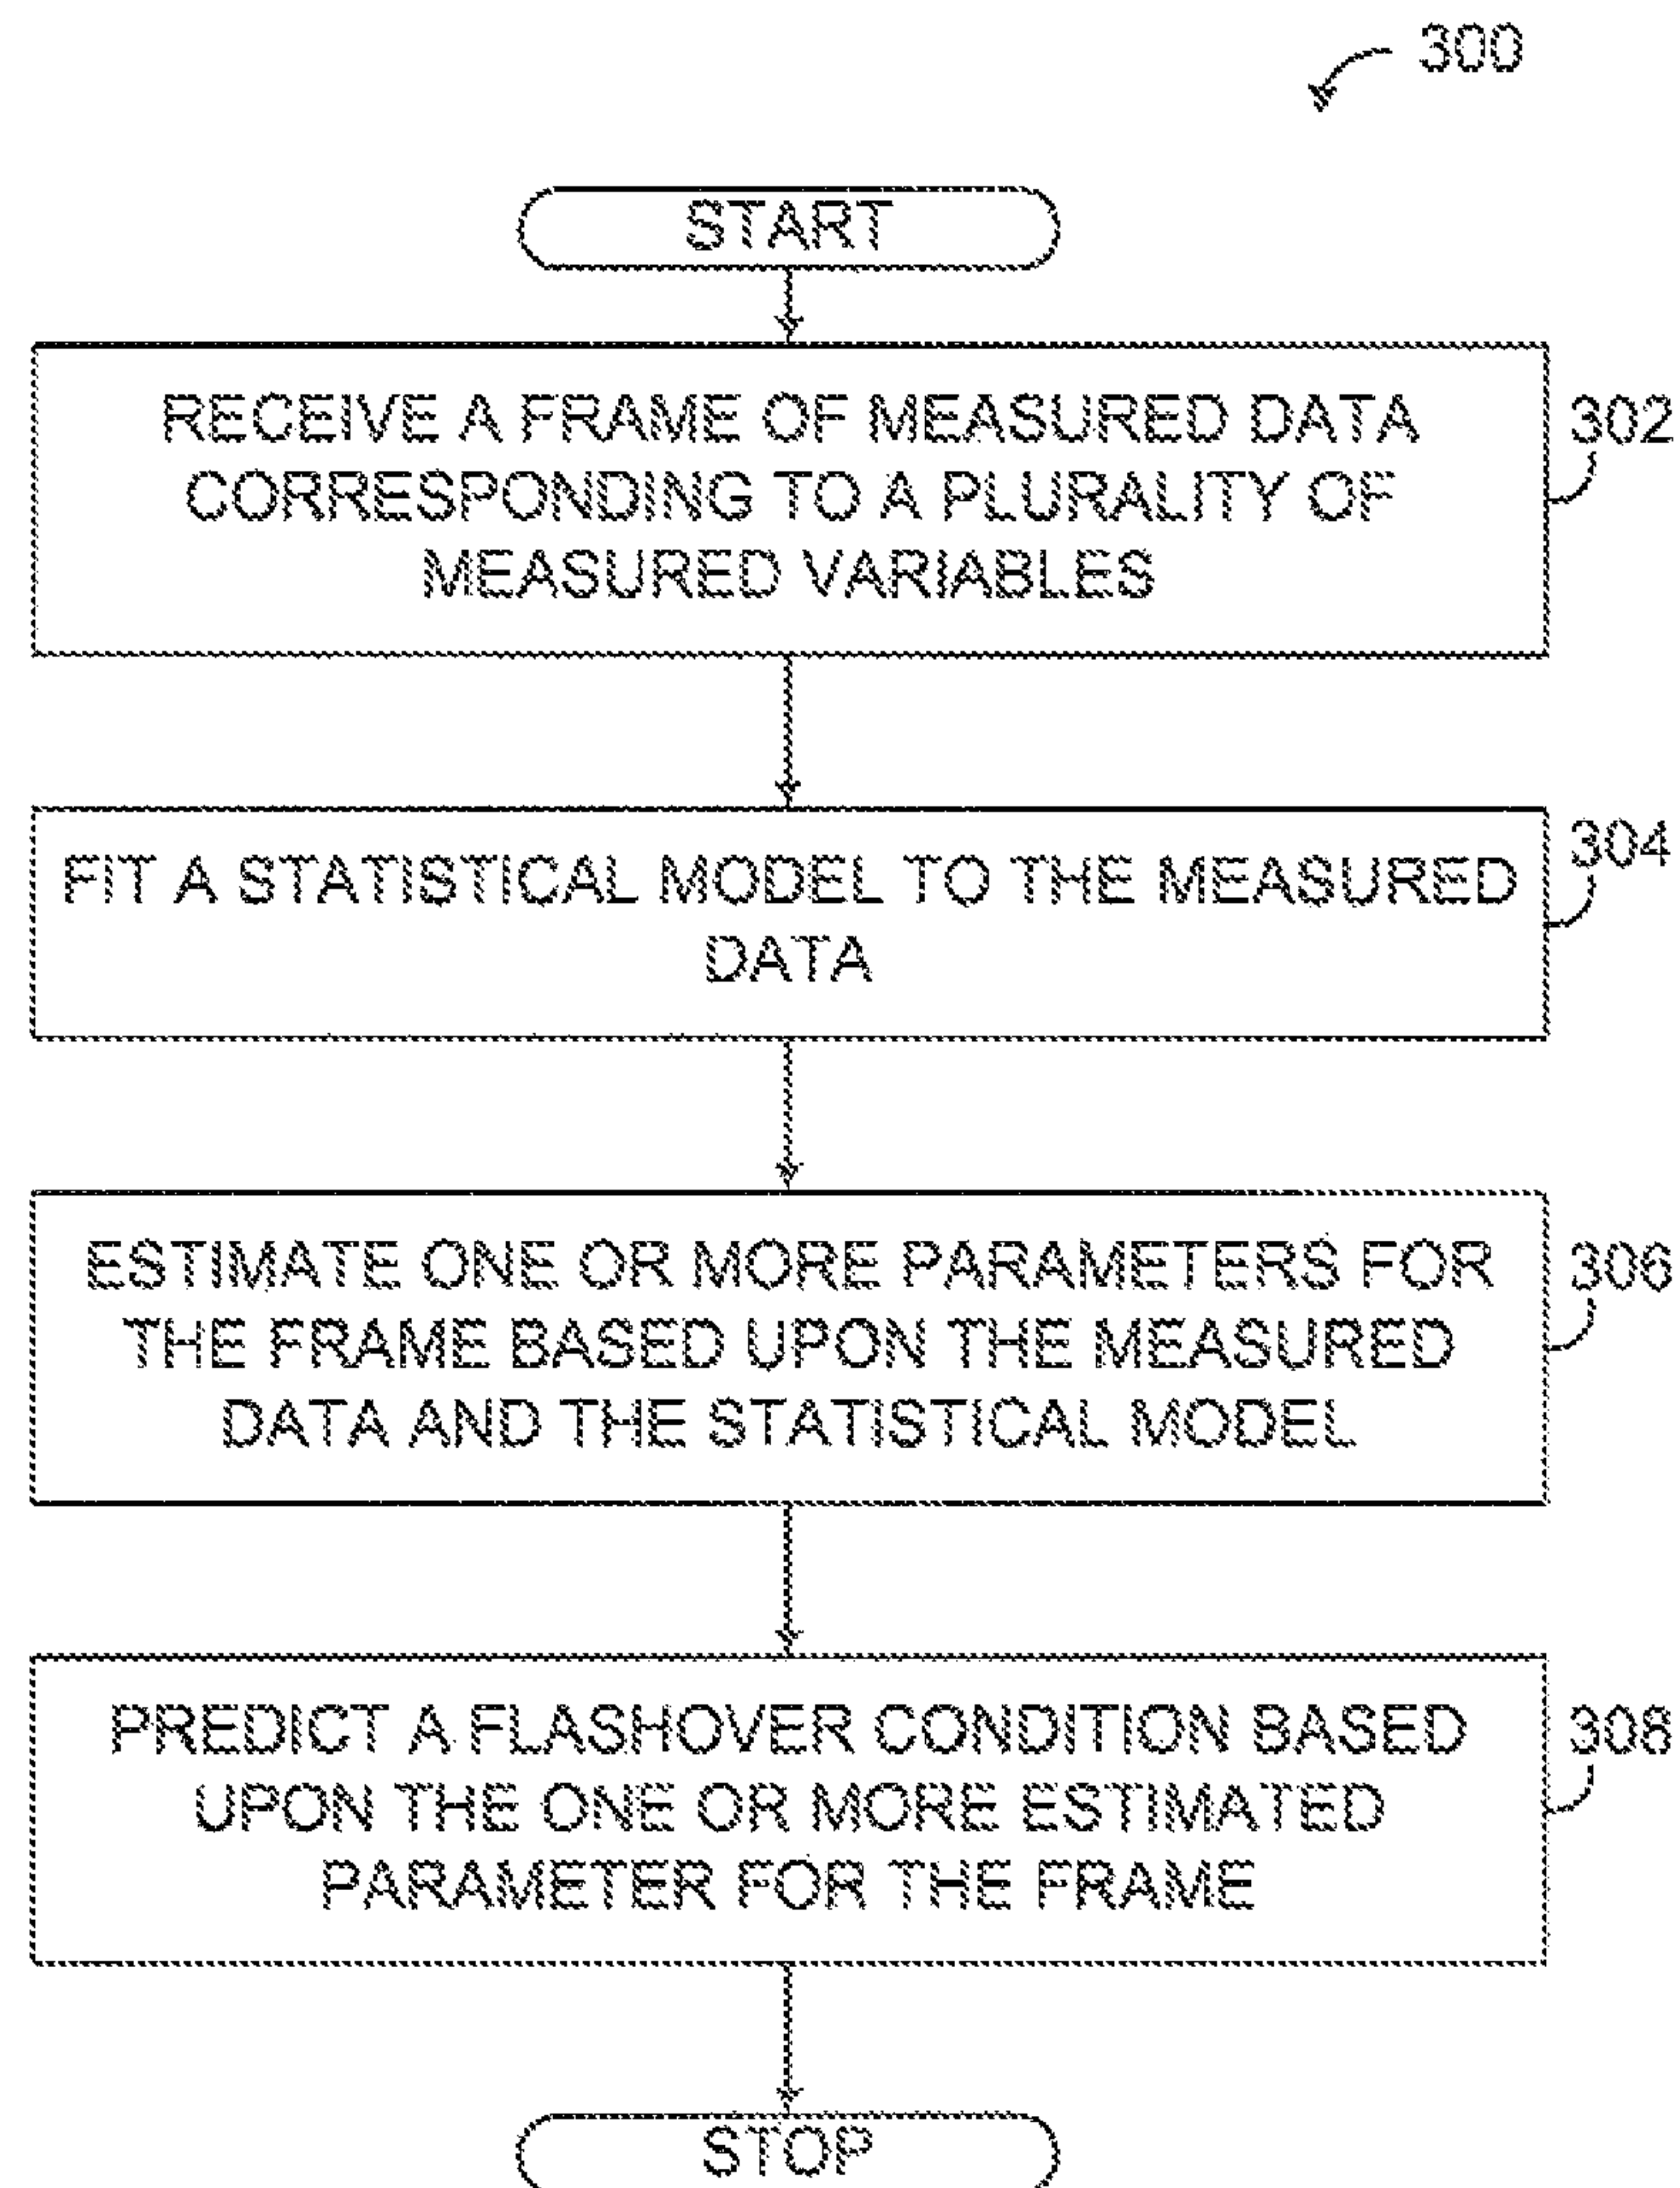 300
START
RECEIVE A FRAME OF MEASURED DATA
CORRESPONDING TO A PLURALITY OF
MEASURED VARIABLES
302
FIT A STATISTICAL MODEL TO THE MEASURED
DATA
304
ESTIMATE ONE OR MORE PARAMETERS FOR
THE FRAME BASED UPON THE MEASURED
DATA AND THE STATISTICAL MODEL
306
PREDICT A FLASHOVER CONDITION BASED
UPON THE ONE OR MORE ESTIMATED
PARAMETER FOR THE FRAME
308
STOP